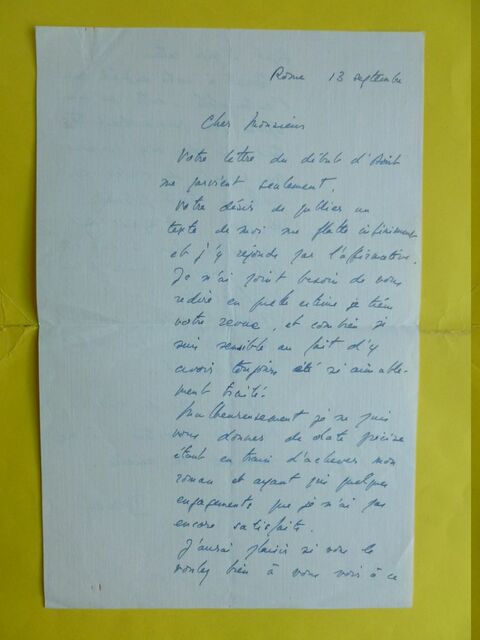 Rome 13 septembre
Cher Monsieur
Votre lettre du début d'Août
me parvient seulement.
Votre désir de publier un
texte de moi me flatte infiniment
et j'y réponds par l'affirmative.
Je n'ai point besoin de vous
redire en quelle estime je tiens
votre revue, et combien je
suis sensible au fait d'y
avoir toujours été si aimable-
ment traité.
Malheureusement je ne puis
vous donner de date précise
étant en train d'achever mon
roman et ayant pris quelques
engagements que je n'ai pas
encore satisfaits.
J'aurai plaisir si vous le
voulez bien à vous voir à ce